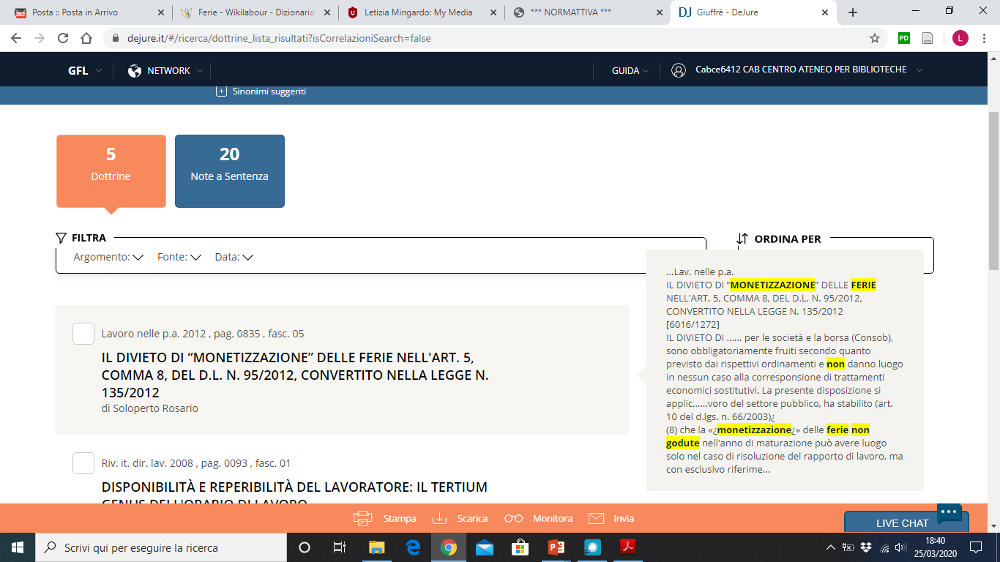 Posta :: Posta in Arrivo
Ferie - Wikilabour - Dizionario
Letizia Mingardo: My Media
*** NORMATTIVA ***
Giuffrè - DeJure
dejure.it/#/ricerca/dottrine_lista_risultati?isCorrelazioniSearch=false
PD
L
GFL
NETWORK
GUIDA
Cabce6412 CAB CENTRO ATENEO PER BIBLIOTECHE
Sinonimi suggeriti
5
Dottrine
20
Note a Sentenza
FILTRA
Argomento:
Fonte:
Data:
ORDINA PER
Lavoro nelle p.a. 2012 , pag. 0835 , fasc. 05
IL DIVIETO DI “MONETIZZAZIONE” DELLE FERIE NELL'ART. 5,
COMMA 8, DEL D.L. N. 95/2012, CONVERTITO NELLA LEGGE N.
135/2012
di Soloperto Rosario
...Lav. nelle p.a.
IL DIVIETO DI “MONETIZZAZIONE” DELLE FERIE
NELL'ART. 5, COMMA 8, DEL D.L. N. 95/2012,
CONVERTITO NELLA LEGGE N. 135/2012
[6016/1272]
IL DIVIETO DI ...... per le società e la borsa (Consob),
sono obbligatoriamente fruiti secondo quanto
previsto dai rispettivi ordinamenti e non danno luogo
in nessun caso alla corresponsione di trattamenti
economici sostitutivi. La presente disposizione si
applic......voro del settore pubblico, ha stabilito (art.
10 del d.lgs. n. 66/2003)¿
(8) che la «¿monetizzazione¿» delle ferie non
godute nell'anno di maturazione può avere luogo
solo nel caso di risoluzione del rapporto di lavoro, ma
con esclusivo riferime...
Riv. it. dir. lav. 2008 , pag. 0093 , fasc. 01
DISPONIBILITÀ E REPERIBILITÀ DEL LAVORATORE: IL TERTIUM
GENUS DELL'ORARIO DI LAVORO
Stampa
Scarica
Monitora
Invia
LIVE CHAT
Scrivi qui per eseguire la ricerca
18:40
25/03/2020